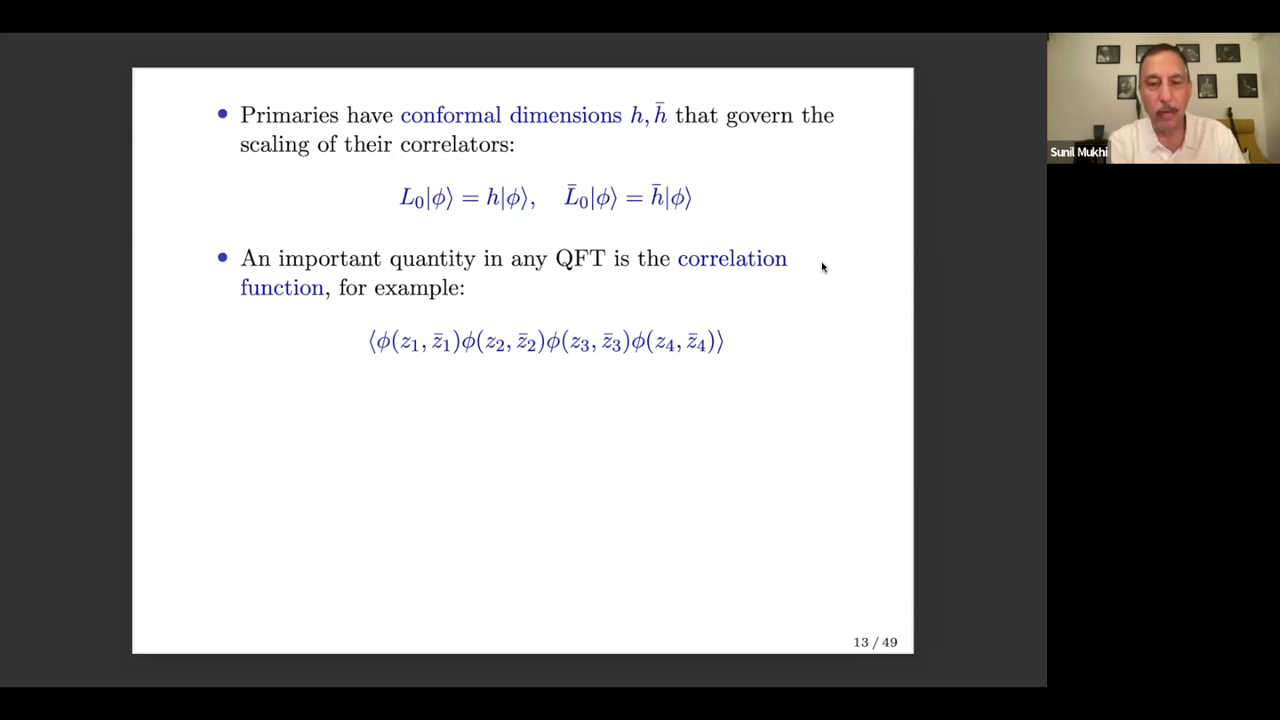 • Primaries have conformal dimensions h, h̄ that govern the
scaling of their correlators:
L₀|ϕ⟩ = h|ϕ⟩, L̄₀|ϕ⟩ = h̄|ϕ⟩
• An important quantity in any QFT is the correlation
function, for example:
⟨ϕ(z₁, z̄₁)ϕ(z₂, z̄₂)ϕ(z₃, z̄₃)ϕ(z₄, z̄₄)⟩
13 / 49
Sunil Mukhi